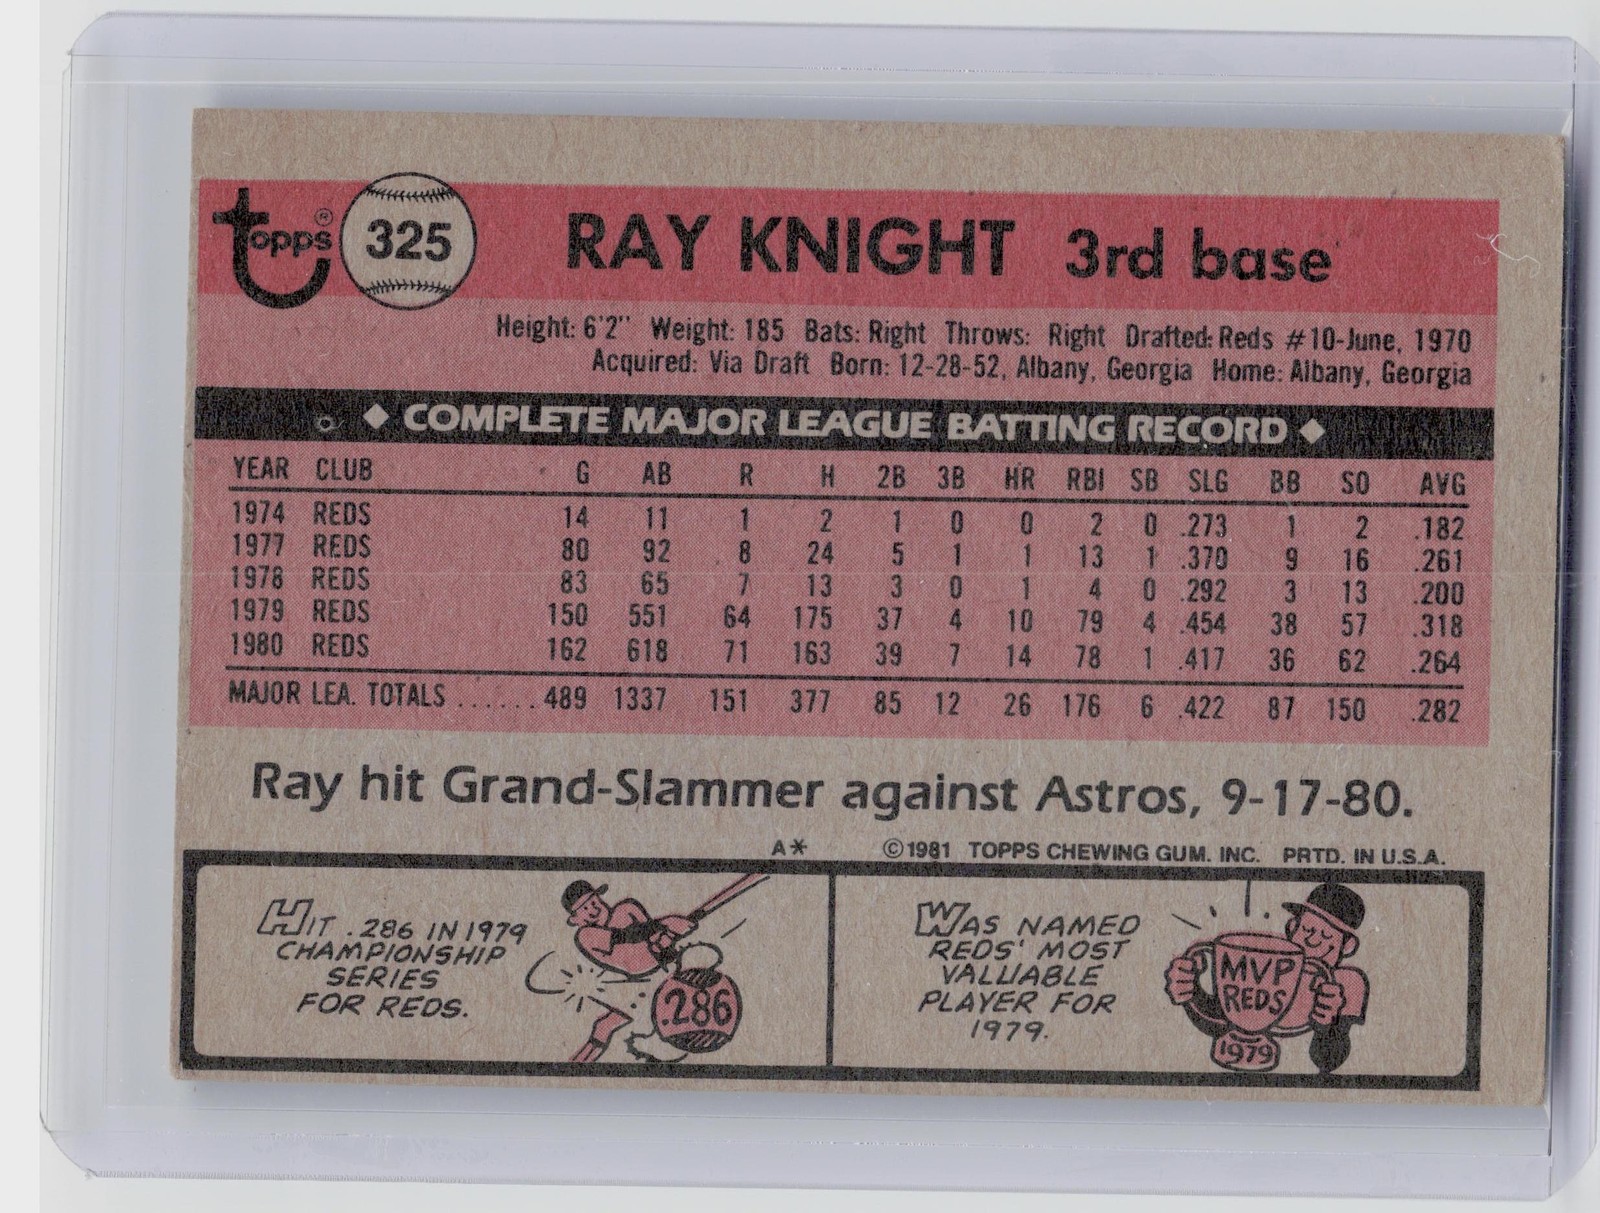 topps ® 325 RAY KNIGHT 3rd base
Height: 6'2" Weight: 185 Bats: Right Throws: Right Drafted: Reds #10-June, 1970
Acquired: Via Draft Born: 12-28-52, Albany, Georgia Home: Albany, Georgia
◆ COMPLETE MAJOR LEAGUE BATTING RECORD ◆
YEAR CLUB G AB R H 2B 3B HR RBI SB SLG BB SO AVG
1974 REDS 14 11 1 2 1 0 0 2 0 .273 1 2 .182
1977 REDS 80 92 8 24 5 1 1 13 1 .370 9 16 .261
1978 REDS 83 65 7 13 3 0 1 4 0 .292 3 13 .200
1979 REDS 150 551 64 175 37 4 10 79 4 .454 38 57 .318
1980 REDS 162 618 71 163 39 7 14 78 1 .417 36 62 .264
MAJOR LEA. TOTALS ...... 489 1337 151 377 85 12 26 176 6 .422 87 150 .282
Ray hit Grand-Slammer against Astros, 9-17-80.
A* ©1981 TOPPS CHEWING GUM. INC. PRTD. IN U.S.A.
HIT .286 IN 1979
CHAMPIONSHIP
SERIES
FOR REDS.
.286
WAS NAMED
REDS' MOST
VALUABLE
PLAYER FOR
1979.
MVP
REDS
1979